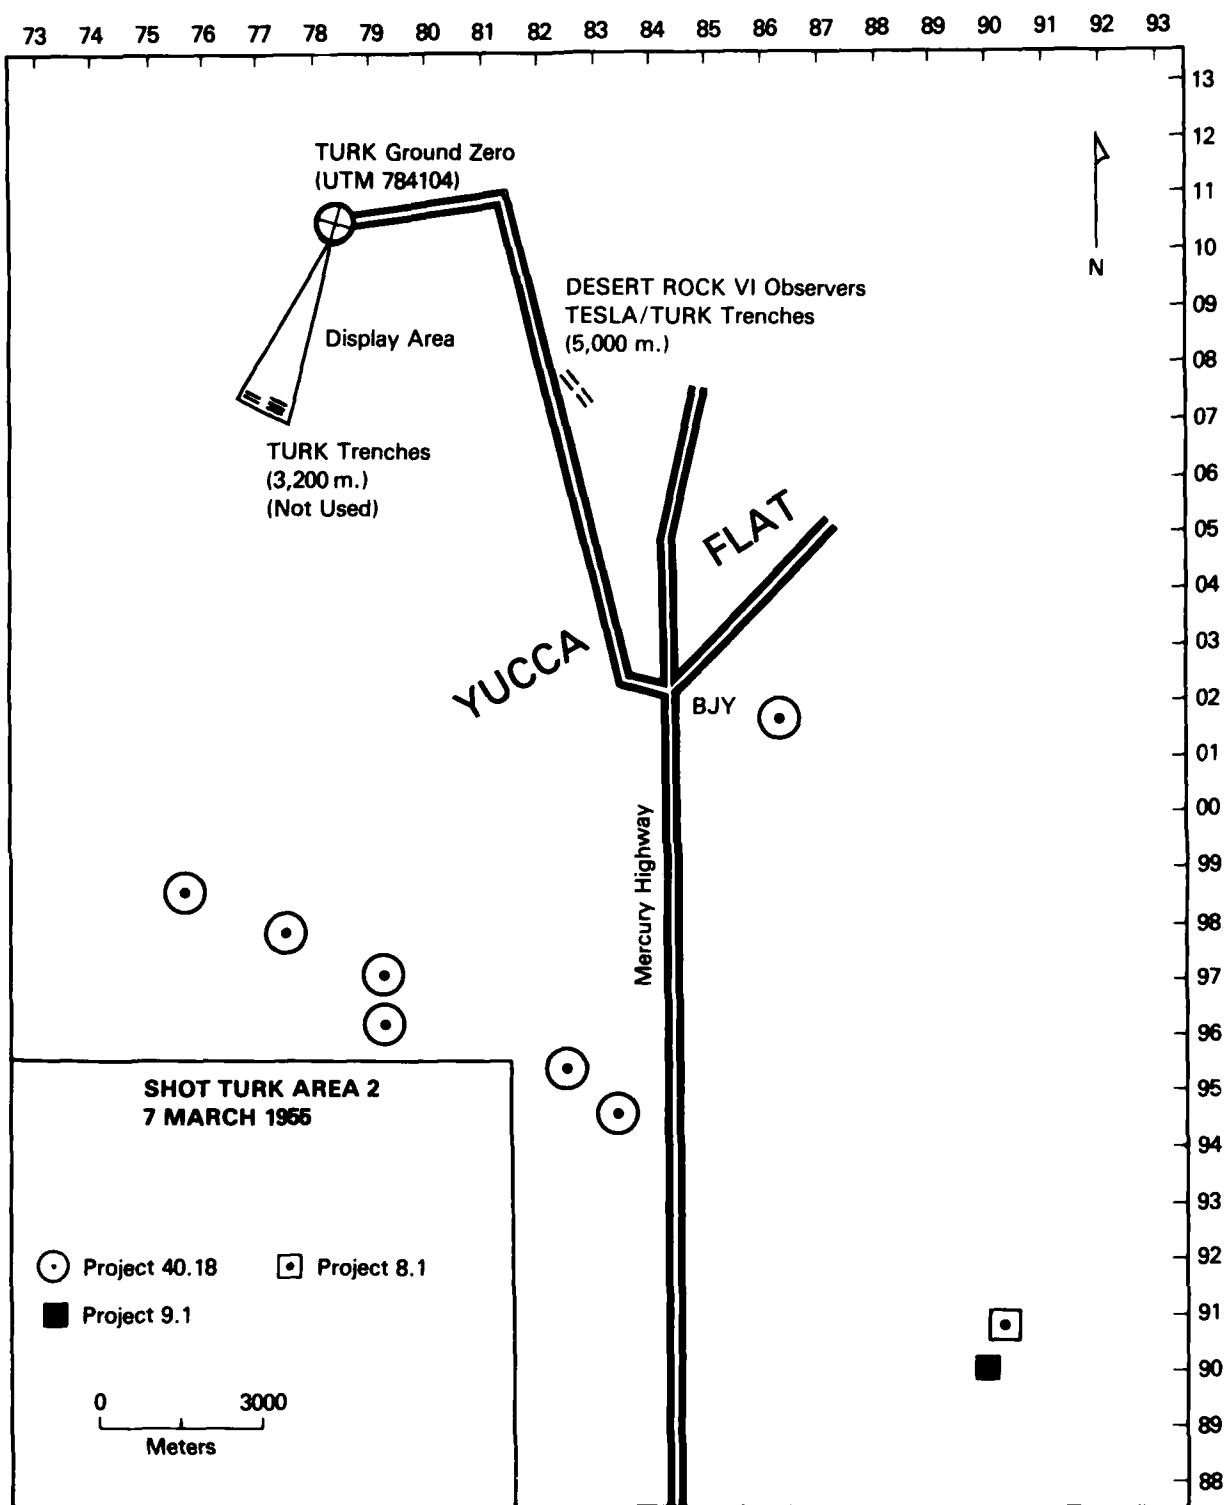 73 74 75 76 77 78 79 80 81 82 83 84 85 86 87 88 89 90 91 92 93
13
TURK Ground Zero
(UTM 784104)
12
11
10
N
DESERT ROCK VI Observers
TESLA/TURK Trenches
(5,000 m.)
09
Display Area
08
07
TURK Trenches
(3,200 m.)
(Not Used)
06
FLAT
05
04
YUCCA
03
BJY
02
01
Mercury Highway
00
99
98
97
96
SHOT TURK AREA 2
7 MARCH 1955
95
94
93
92
Project 40.18 Project 8.1
Project 9.1
91
90
0 3000
Meters
89
88